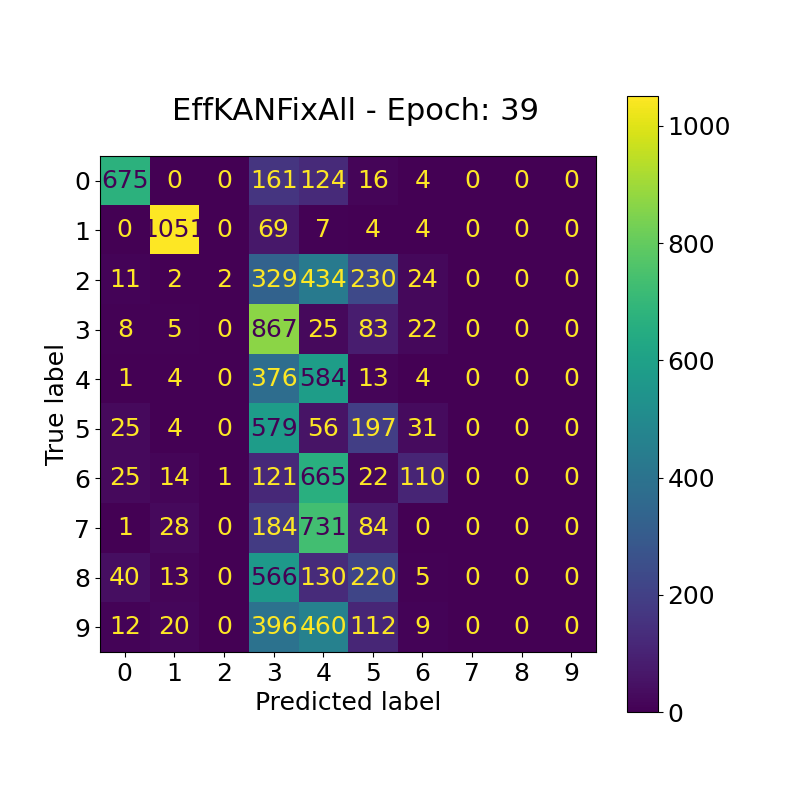 EffKANFixAll - Epoch: 39
0 675 0 0 161 124 16 4 0 0 0
1 0 1051 0 69 7 4 4 0 0 0
2 11 2 2 329 434 230 24 0 0 0
3 8 5 0 867 25 83 22 0 0 0
4 1 4 0 376 584 13 4 0 0 0
5 25 4 0 579 56 197 31 0 0 0
6 25 14 1 121 665 22 110 0 0 0
7 1 28 0 184 731 84 0 0 0 0
8 40 13 0 566 130 220 5 0 0 0
9 12 20 0 396 460 112 9 0 0 0
0 1 2 3 4 5 6 7 8 9
Predicted label
True label
1000
800
600
400
200
0